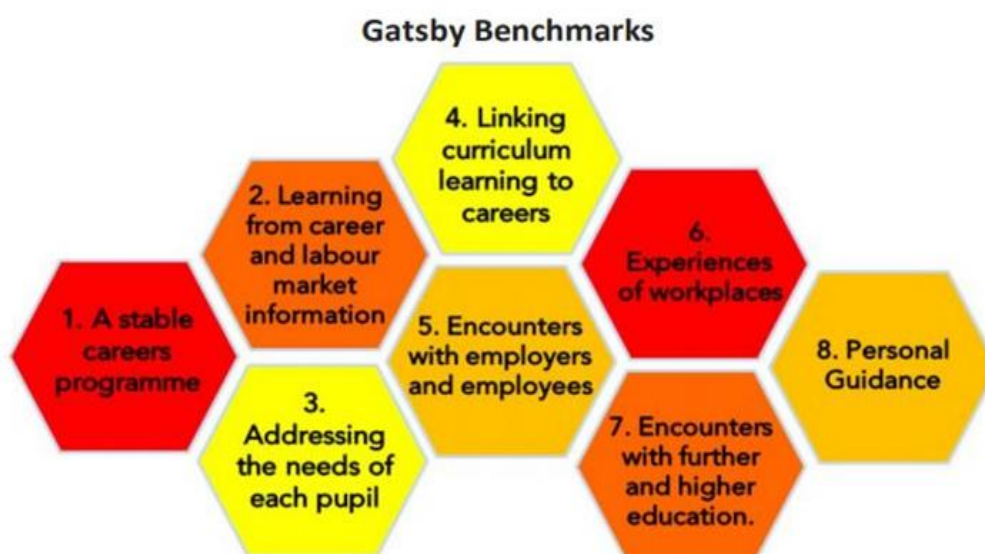 Gatsby Benchmarks
1. A stable
careers
programme
2. Learning
from career
and labour
market
information
3.
Addressing
the needs of
each pupil
4. Linking
curriculum
learning to
careers
5. Encounters
with employers
and employees
6.
Experiences
of workplaces
7. Encounters
with further
and higher
education.
8. Personal
Guidance